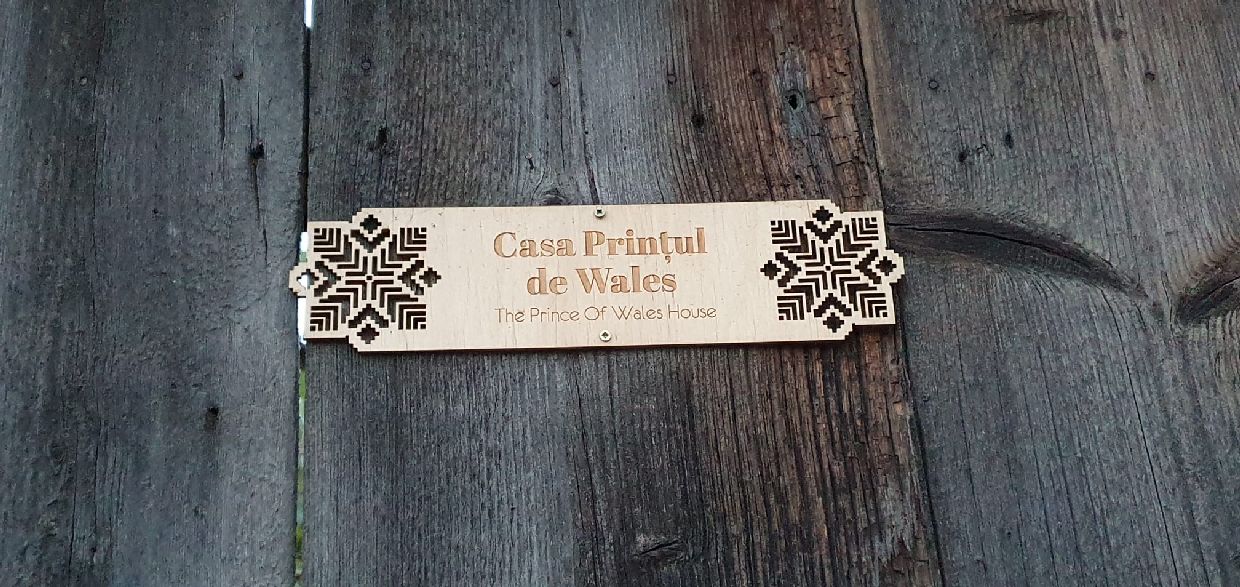 Casa Prințul
de Wales
The Prince Of Wales House